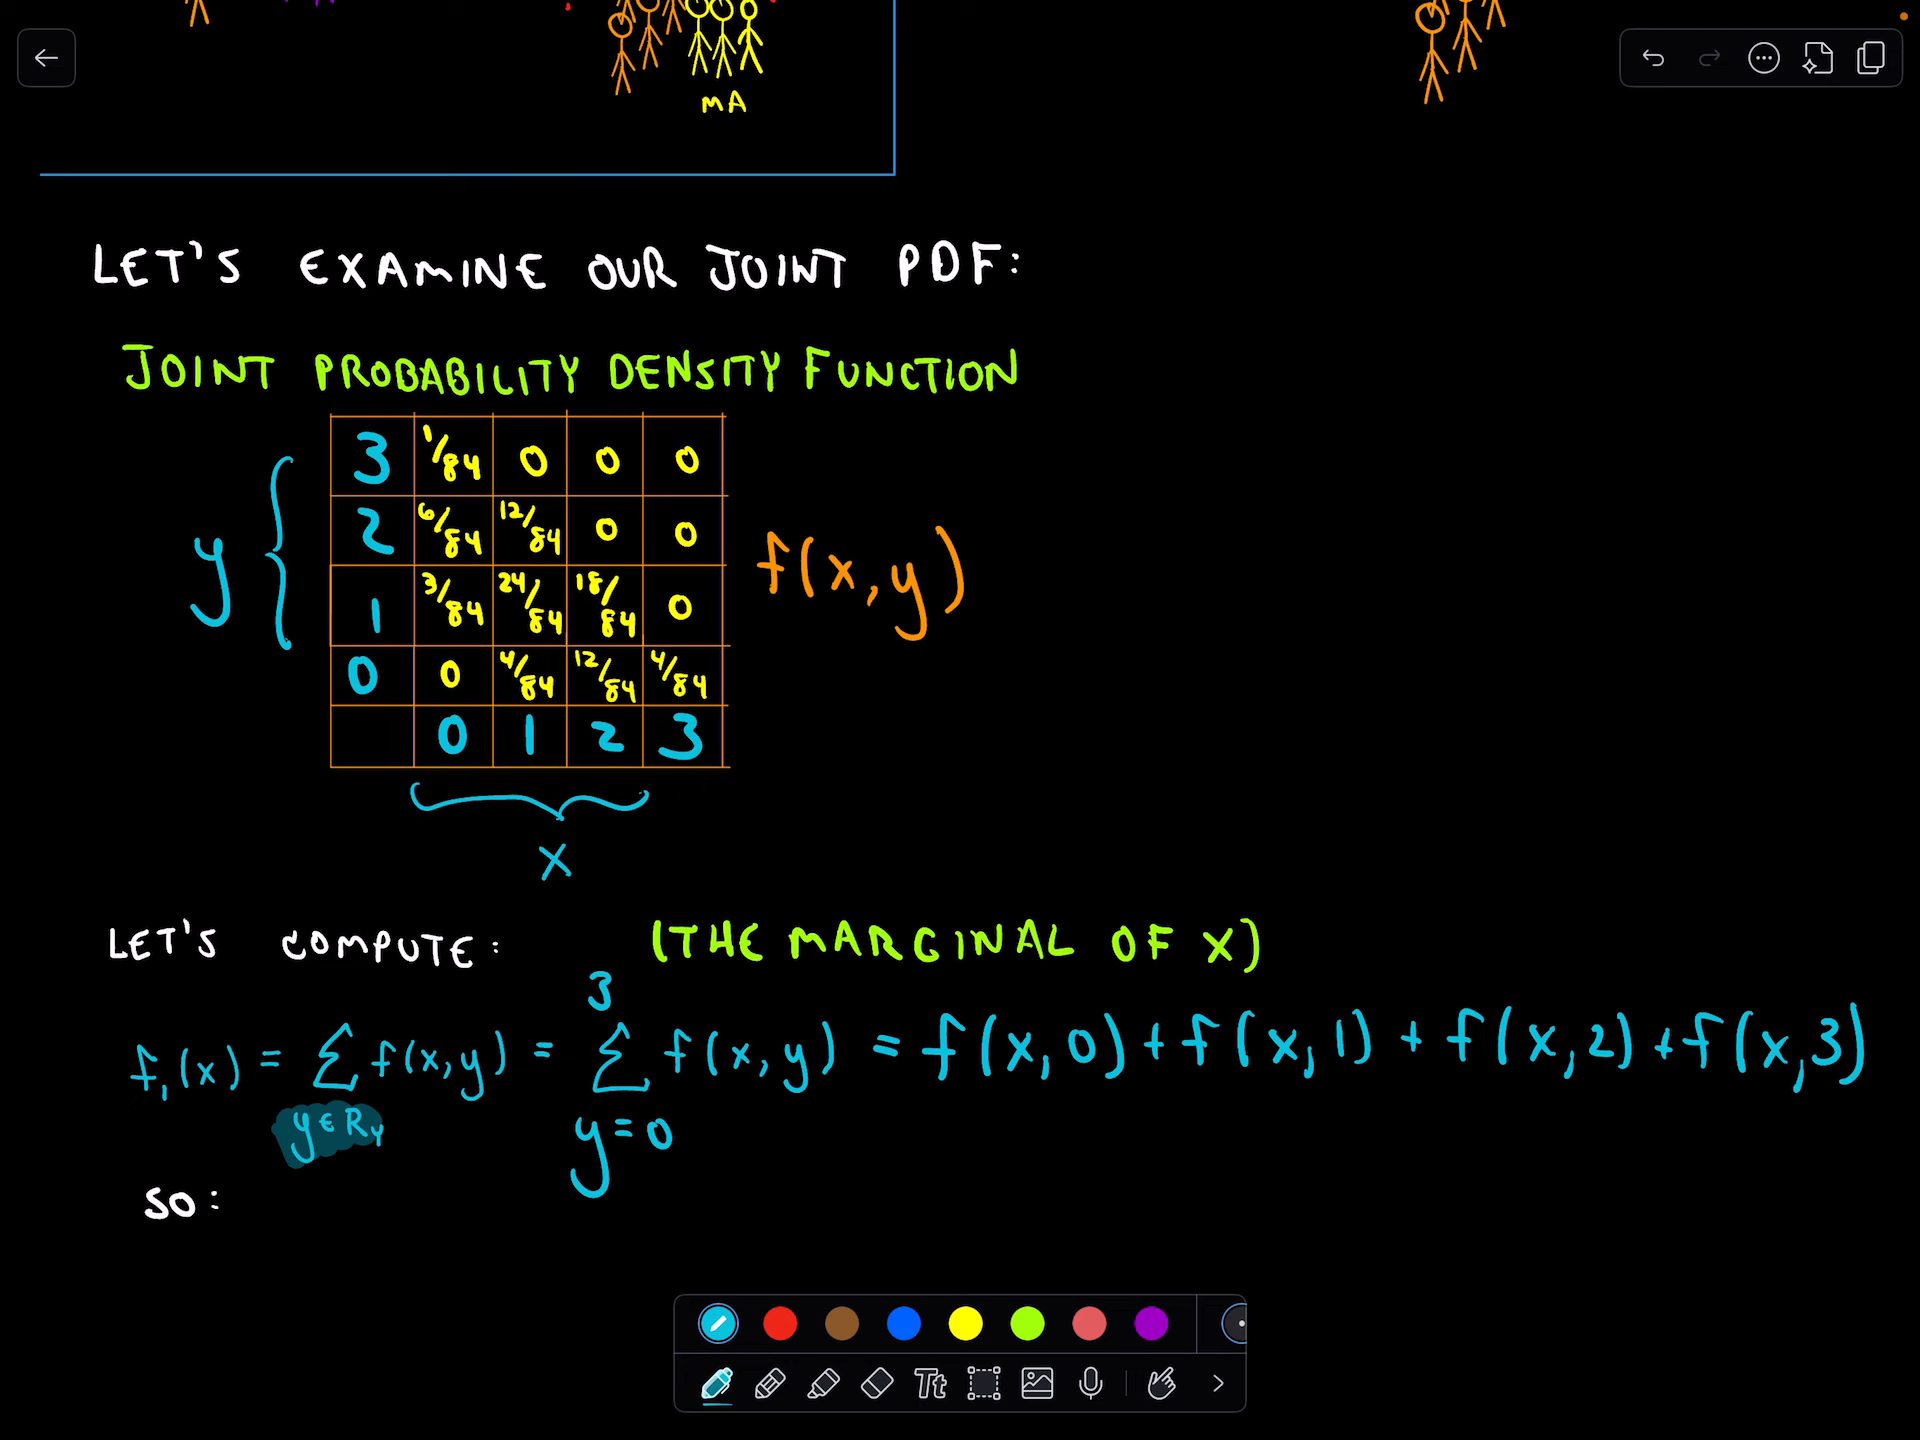 MA
LET'S EXAMINE OUR JOINT PDF:
JOINT PROBABILITY DENSITY FUNCTION
3 1/84 0 0 0
2 6/84 12/84 0 0
y { 1 3/84 24/84 18/84 0 f(x,y)
0 0 4/84 12/84 4/84
0 1 2 3
x
LET'S COMPUTE: (THE MARGINAL OF X)
3
f₁(x) = Σ f(x,y) = Σ f(x,y) = f(x,0) + f(x,1) + f(x,2) + f(x,3)
y∈R_Y y=0
SO:
Tt